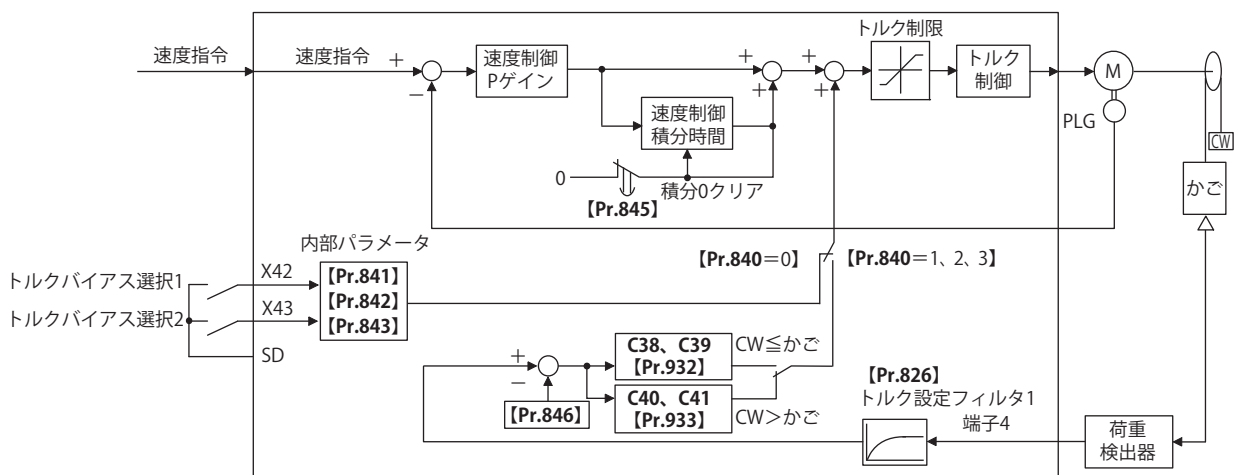 速度指令
速度指令
+
−
速度制御
Pゲイン
速度制御
積分時間
+
+
+
+
トルク制限
トルク
制御
M
PLG
CW
かご
0
積分0クリア
【Pr.845】
内部パラメータ
トルクバイアス選択1
X42
トルクバイアス選択2
X43
SD
【Pr.841】
【Pr.842】
【Pr.843】
【Pr.840＝0】
【Pr.840＝1、2、3】
+
−
【Pr.846】
C38、C39
【Pr.932】
CW≦かご
C40、C41
【Pr.933】
CW＞かご
【Pr.826】
トルク設定フィルタ1
端子4
荷重
検出器